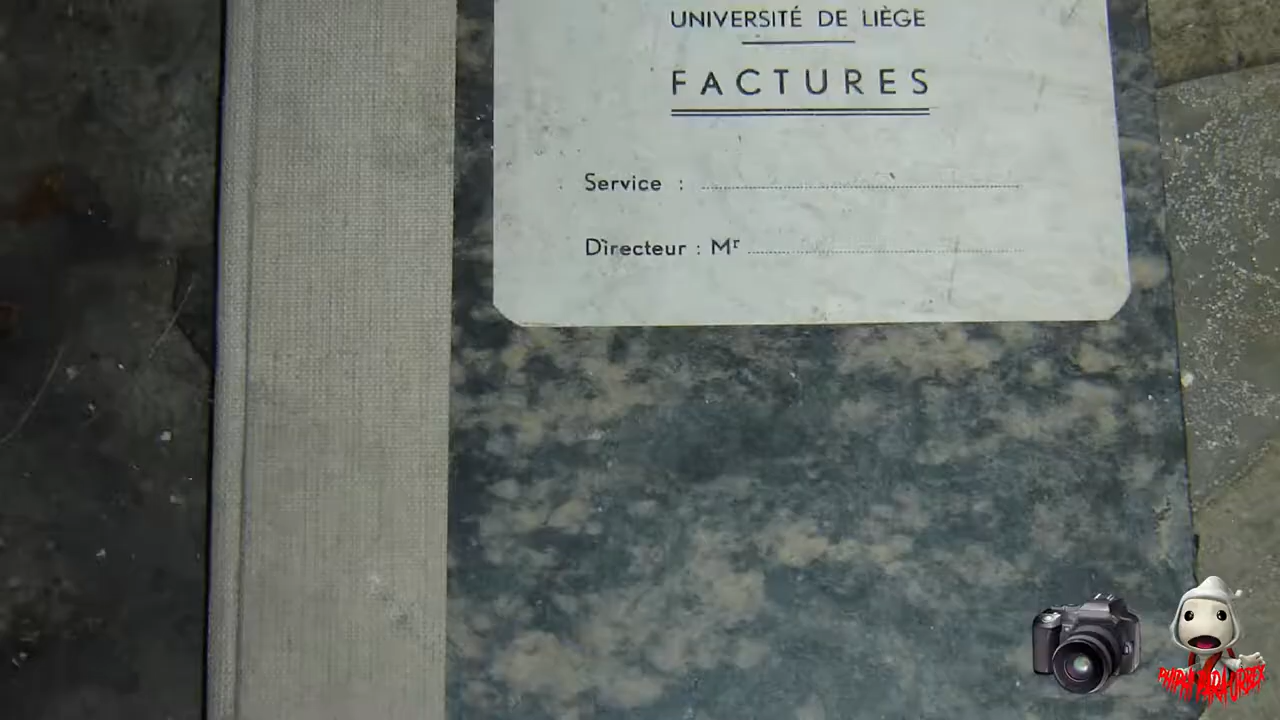 UNIVERSITÉ DE LIÈGE
FACTURES
Service :
Directeur : Mr